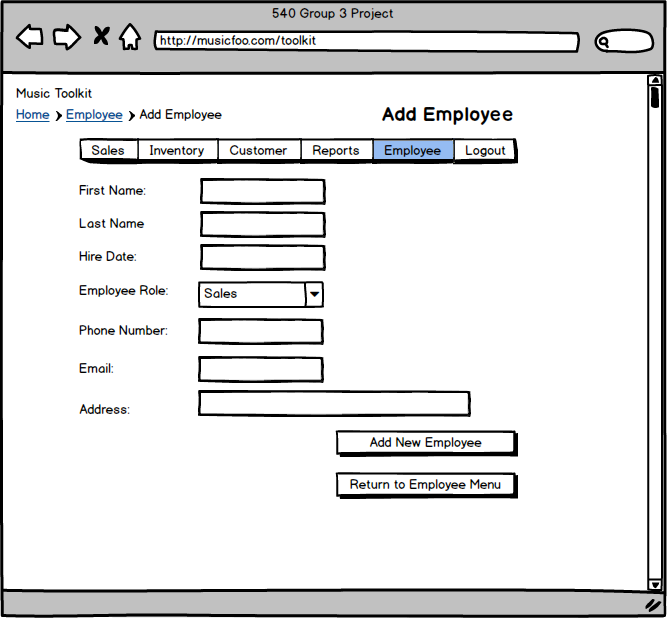 540 Group 3 Project
http://musicfoo.com/toolkit
Music Toolkit
Home > Employee > Add Employee
Add Employee
Sales Inventory Customer Reports Employee Logout
First Name:
Last Name
Hire Date:
Employee Role: Sales
Phone Number:
Email:
Address:
Add New Employee
Return to Employee Menu